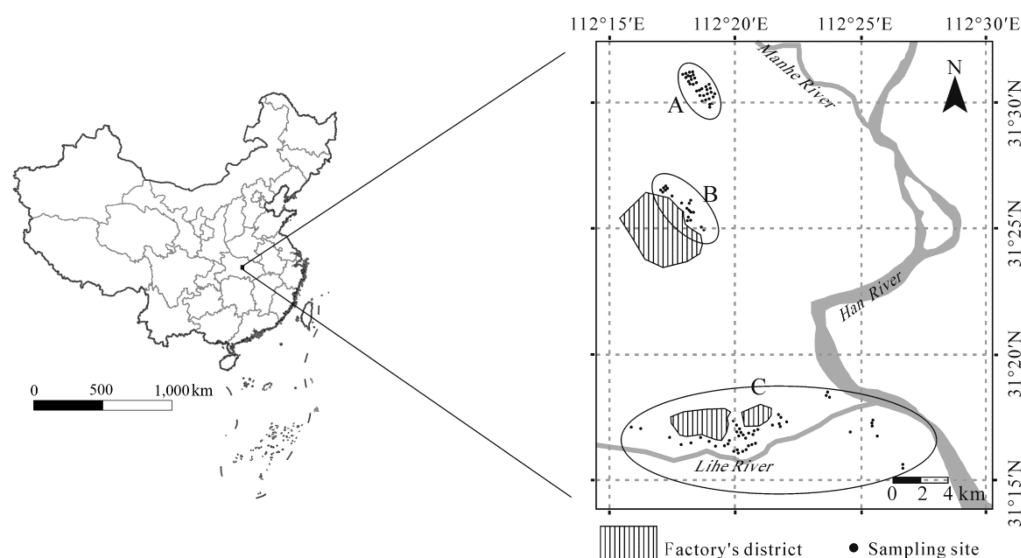 112°15′E 112°20′E 112°25′E 112°30′E
Manhe River
N
A
31°30′N
B
31°25′N
Han River
31°20′N
0 500 1,000 km
C
Lihe River
0 2 4 km
31°15′N
Factory's district
Sampling site